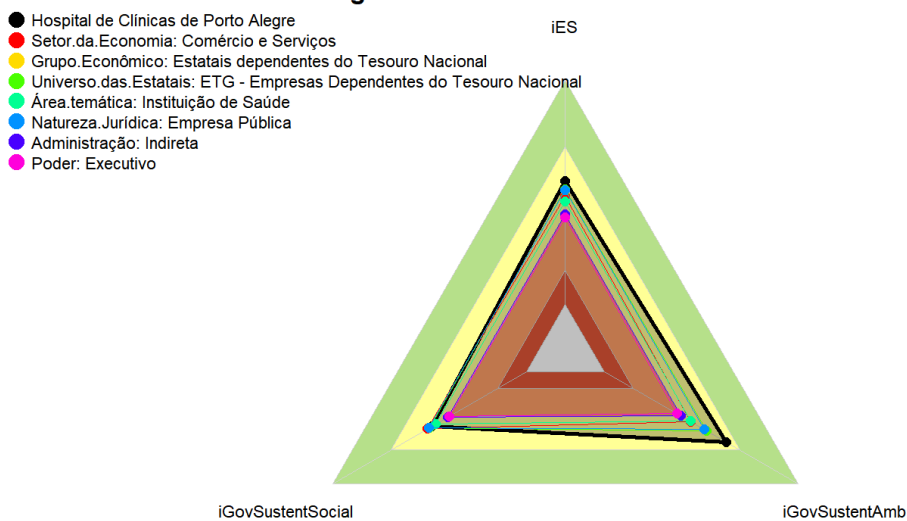 iES
Hospital de Clínicas de Porto Alegre
Setor.da.Economia: Comércio e Serviços
Grupo.Econômico: Estatais dependentes do Tesouro Nacional
Universo.das.Estatais: ETG - Empresas Dependentes do Tesouro Nacional
Área.temática: Instituição de Saúde
Natureza.Jurídica: Empresa Pública
Administração: Indireta
Poder: Executivo
iGovSustentSocial
iGovSustentAmb